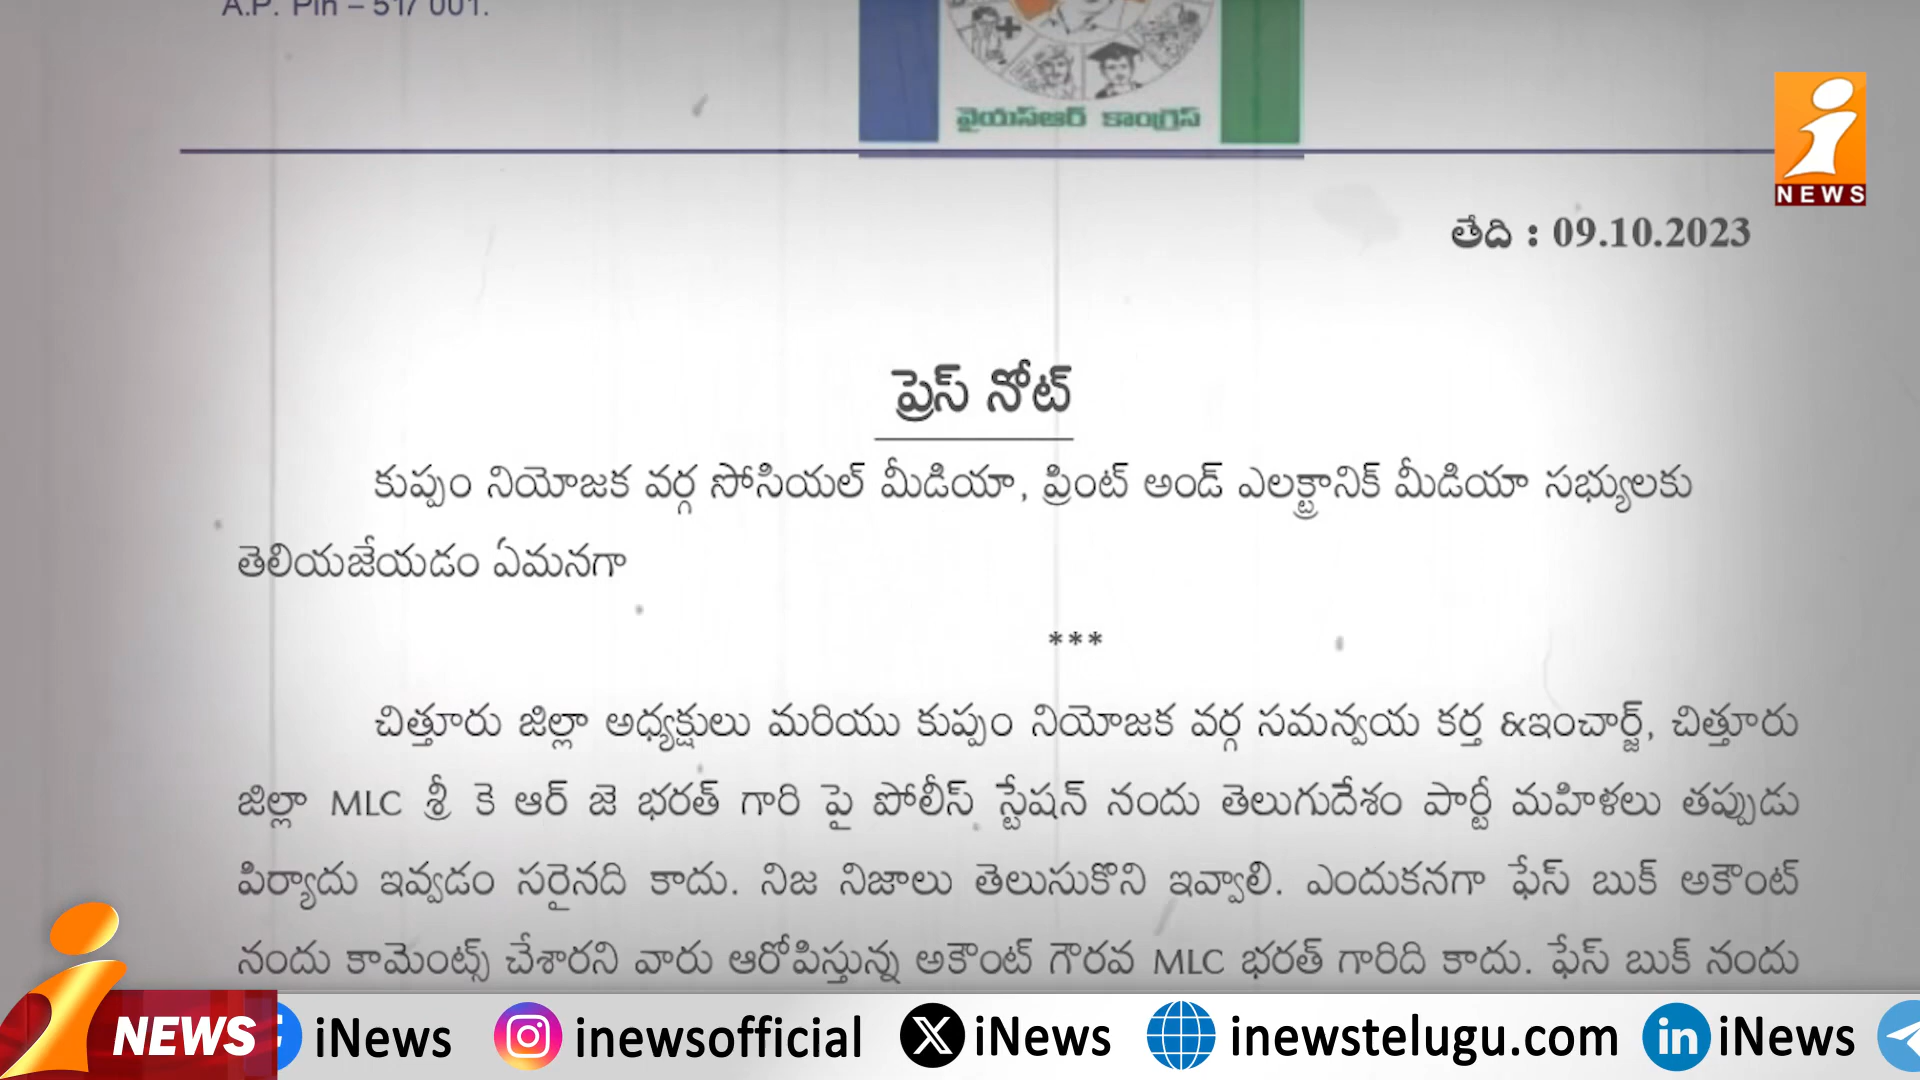 A.P. Pin – 517 001.
వైయస్ఆర్ కాంగ్రెస్
NEWS
తేది : 09.10.2023
ప్రెస్ నోట్
కుప్పం నియోజక వర్గ సోసియల్ మీడియా, ప్రింట్ అండ్ ఎలక్ట్రానిక్ మీడియా సభ్యులకు
తెలియజేయడం ఏమనగా
***
చిత్తూరు జిల్లా అధ్యక్షులు మరియు కుప్పం నియోజక వర్గ సమన్వయ కర్త &ఇంచార్జ్, చిత్తూరు
జిల్లా MLC శ్రీ కె ఆర్ జె భరత్ గారి పై పోలీస్ స్టేషన్ నందు తెలుగుదేశం పార్టీ మహిళలు తప్పుడు
పిర్యాదు ఇవ్వడం సరైనది కాదు. నిజ నిజాలు తెలుసుకొని ఇవ్వాలి. ఎందుకనగా ఫేస్ బుక్ అకౌంట్
నందు కామెంట్స్ చేశారని వారు ఆరోపిస్తున్న అకౌంట్ గౌరవ MLC భరత్ గారిది కాదు. ఫేస్ బుక్ నందు
NEWS iNews inewsofficial iNews inewstelugu.com iNews